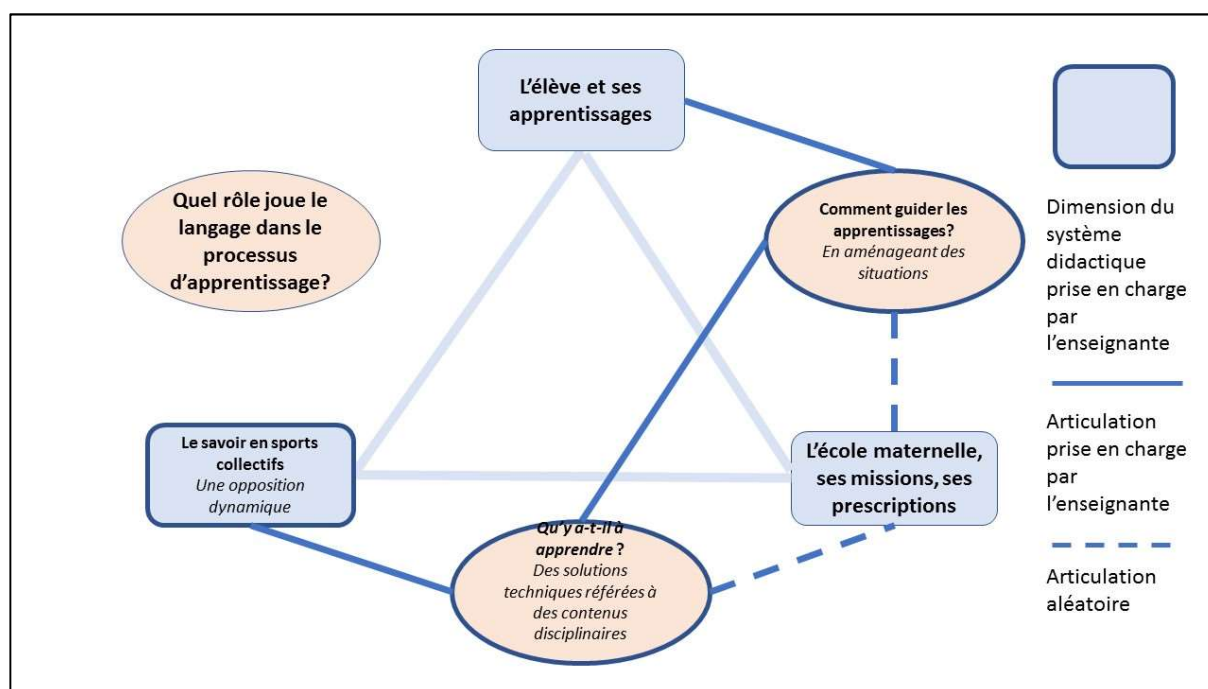 L'élève et ses
apprentissages
Quel rôle joue le
langage dans le
processus
d'apprentissage?
Comment guider les
apprentissages?
En aménageant des
situations
Le savoir en sports
collectifs
Une opposition
dynamique
L'école maternelle,
ses missions, ses
prescriptions
Qu'y a-t-il à
apprendre ?
Des solutions
techniques référées à
des contenus
disciplinaires
Dimension du
système
didactique
prise en charge
par
l'enseignante
Articulation
prise en charge
par
l'enseignante
Articulation
aléatoire